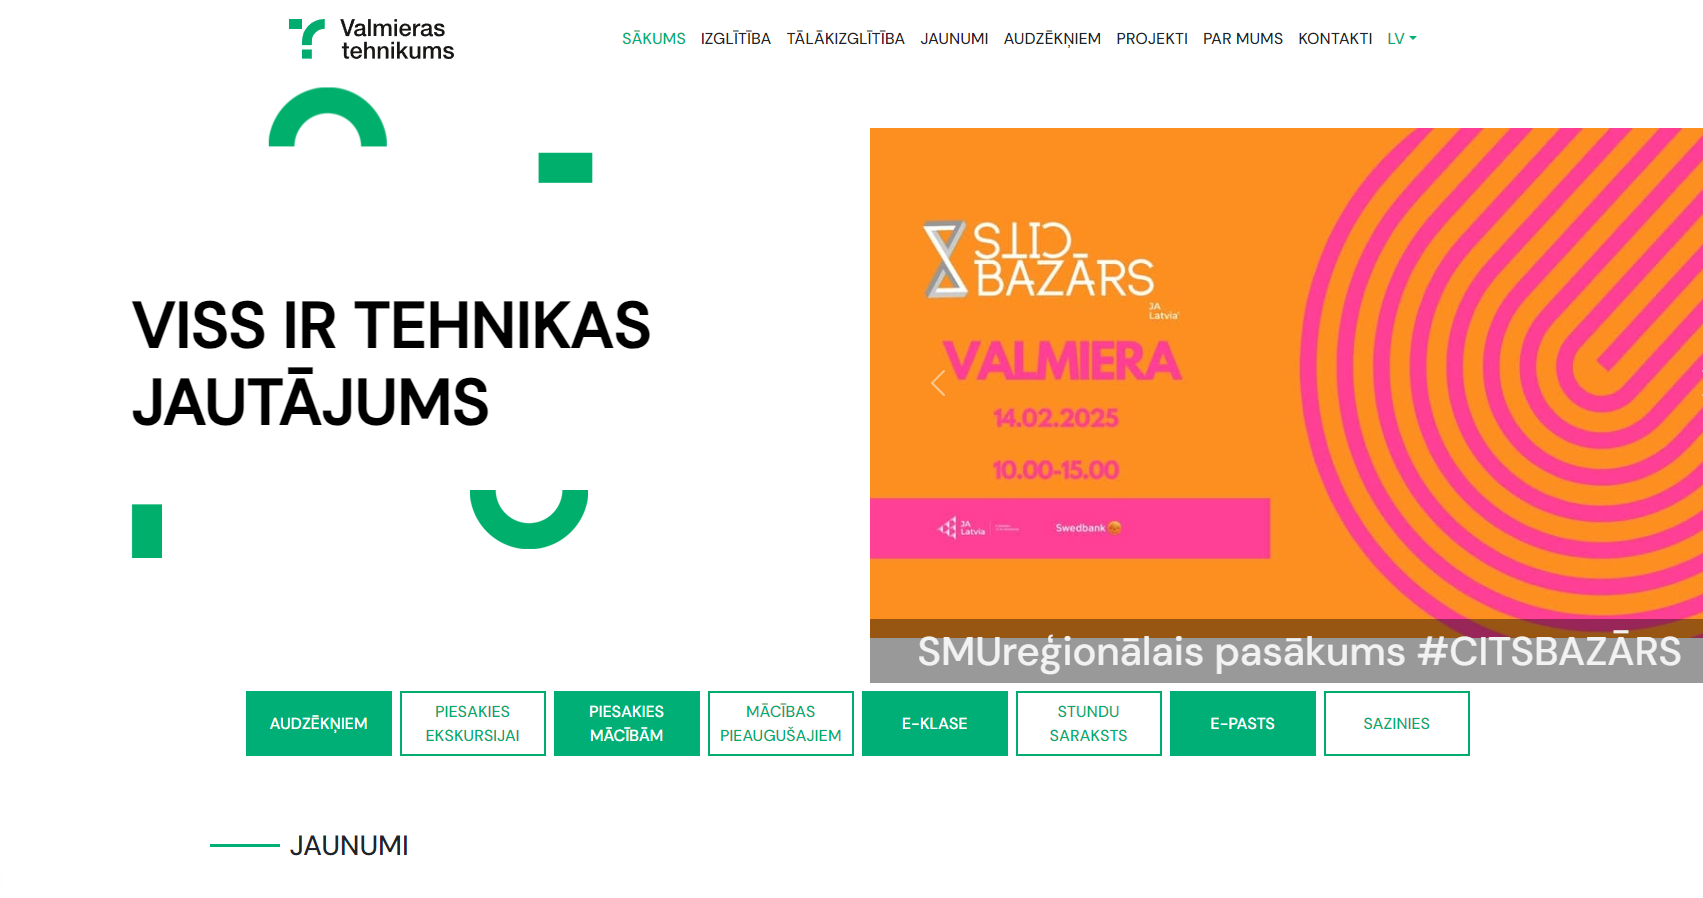 Valmieras
tehnikums
SĀKUMS IZGLĪTĪBA TĀLĀKIZGLĪTĪBA JAUNUMI AUDZĒKŅIEM PROJEKTI PAR MUMS KONTAKTI LV
VISS IR TEHNIKAS
JAUTĀJUMS
CITS
BAZĀRS
JA
Latvia
VALMIERA
14.02.2025
10.00-15.00
JA
Latvia
Swedbank
SMUreģionālais pasākums #CITSBAZĀRS
AUDZĒKŅIEM
PIESAKIES
EKSKURSIJAI
PIESAKIES
MĀCĪBĀM
MĀCĪBAS
PIEAUGUŠAJIEM
E-KLASE
STUNDU
SARAKSTS
E-PASTS
SAZINIES
JAUNUMI